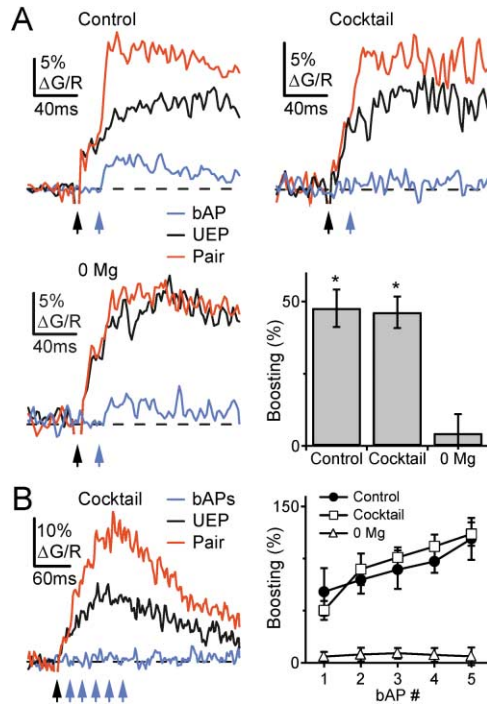 A
Control
5%
ΔG/R
40ms
Cocktail
5%
ΔG/R
40ms
bAP
UEP
Pair
0 Mg
5%
ΔG/R
40ms
Boosting (%)
50
0
* *
Control Cocktail 0 Mg
B
Cocktail
10%
ΔG/R
60ms
bAPs
UEP
Pair
Boosting (%)
150
0
Control
Cocktail
0 Mg
1 2 3 4 5
bAP #